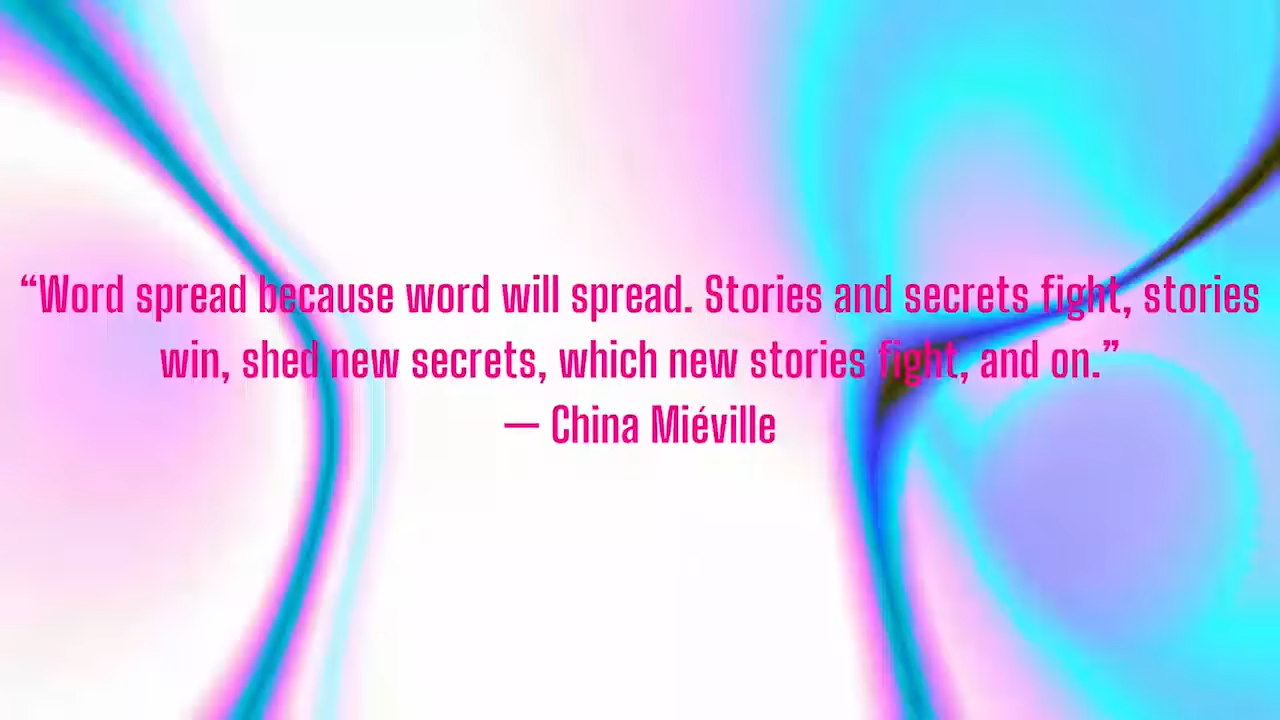 “Word spread because word will spread. Stories and secrets fight, stories
win, shed new secrets, which new stories fight, and on.”
— China Miéville